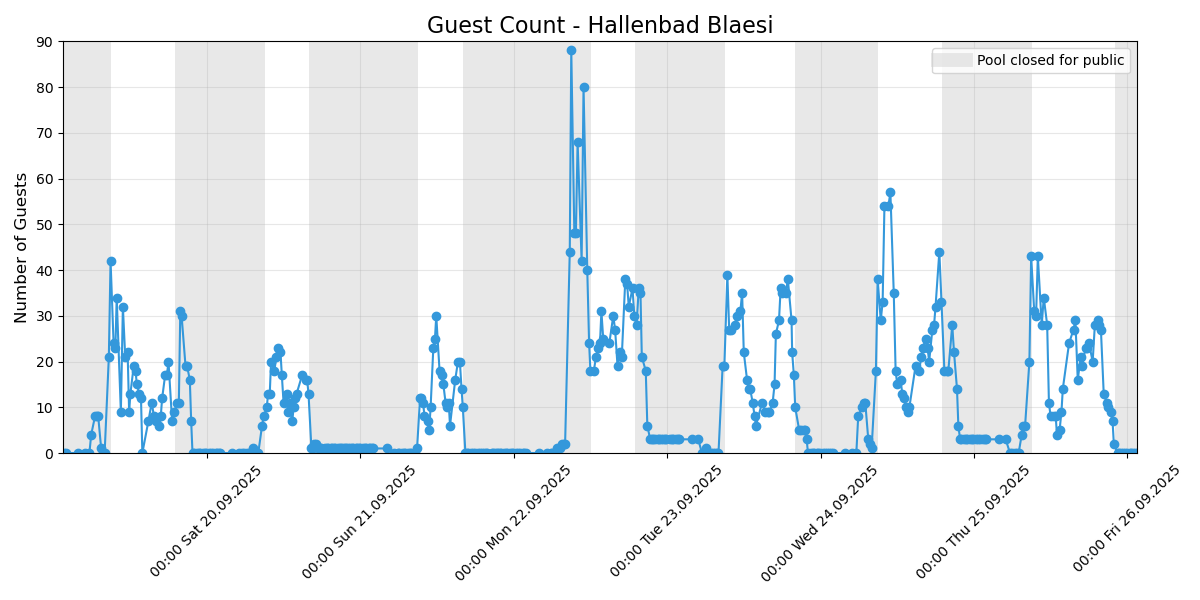 Guest Count - Hallenbad Blaesi
Number of Guests
90
80
70
60
50
40
30
20
10
0
Pool closed for public
00:00 Sat 20.09.2025
00:00 Sun 21.09.2025
00:00 Mon 22.09.2025
00:00 Tue 23.09.2025
00:00 Wed 24.09.2025
00:00 Thu 25.09.2025
00:00 Fri 26.09.2025